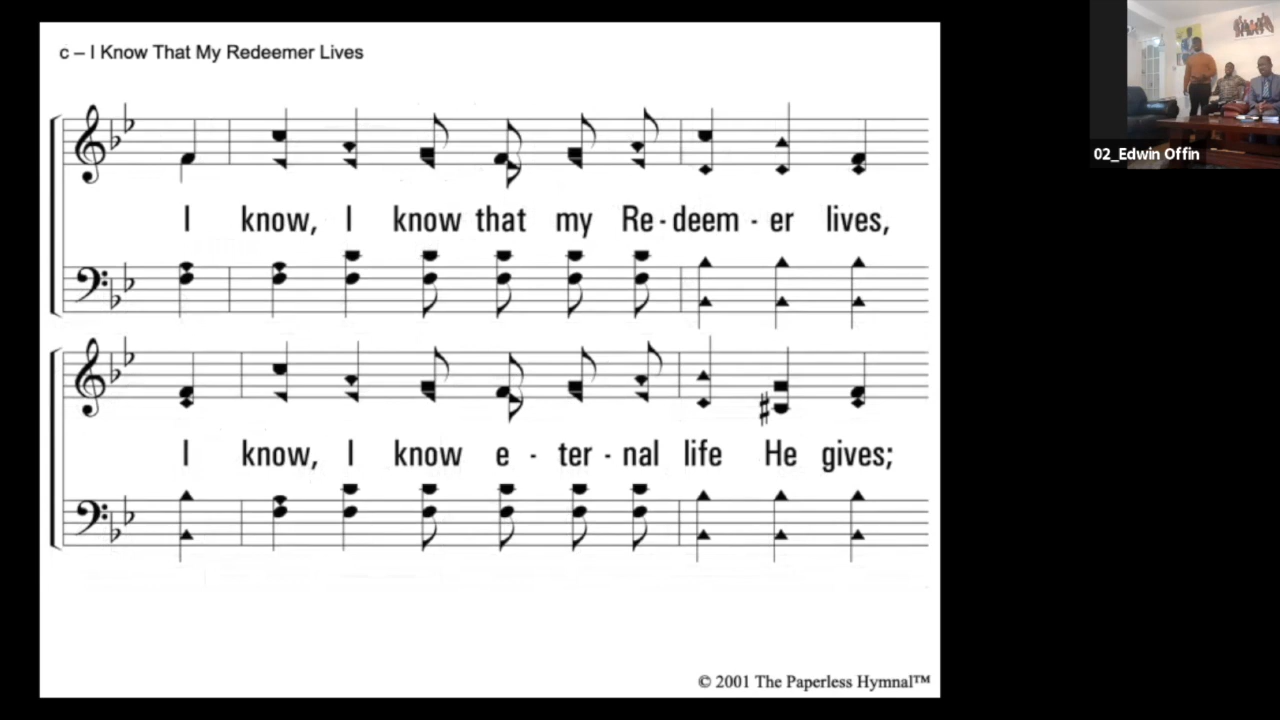 c – I Know That My Redeemer Lives
I know, I know that my Re - deem - er lives,
I know, I know e - ter - nal life He gives;
© 2001 The Paperless Hymnal™
02_Edwin Offin